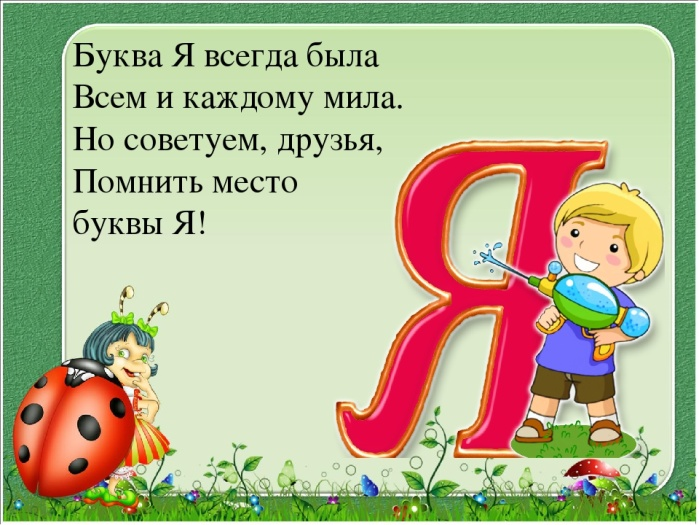 Буква Я всегда была
Всем и каждому мила.
Но советуем, друзья,
Помнить место
буквы Я!
Я